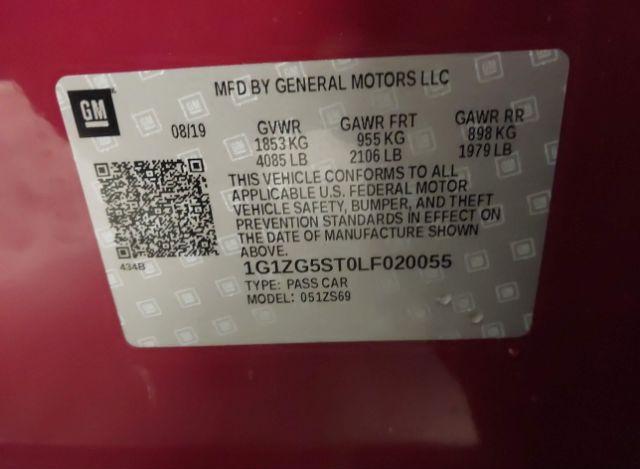 MFD BY GENERAL MOTORS LLC
GM
08/19
GVWR
1853 KG
4085 LB
GAWR FRT
955 KG
2106 LB
GAWR RR
898 KG
1979 LB
THIS VEHICLE CONFORMS TO ALL
APPLICABLE U.S. FEDERAL MOTOR
VEHICLE SAFETY, BUMPER, AND THEFT
PREVENTION STANDARDS IN EFFECT ON
THE DATE OF MANUFACTURE SHOWN
ABOVE.
434B
1G1ZG5ST0LF020055
TYPE: PASS CAR
MODEL: 051ZS69